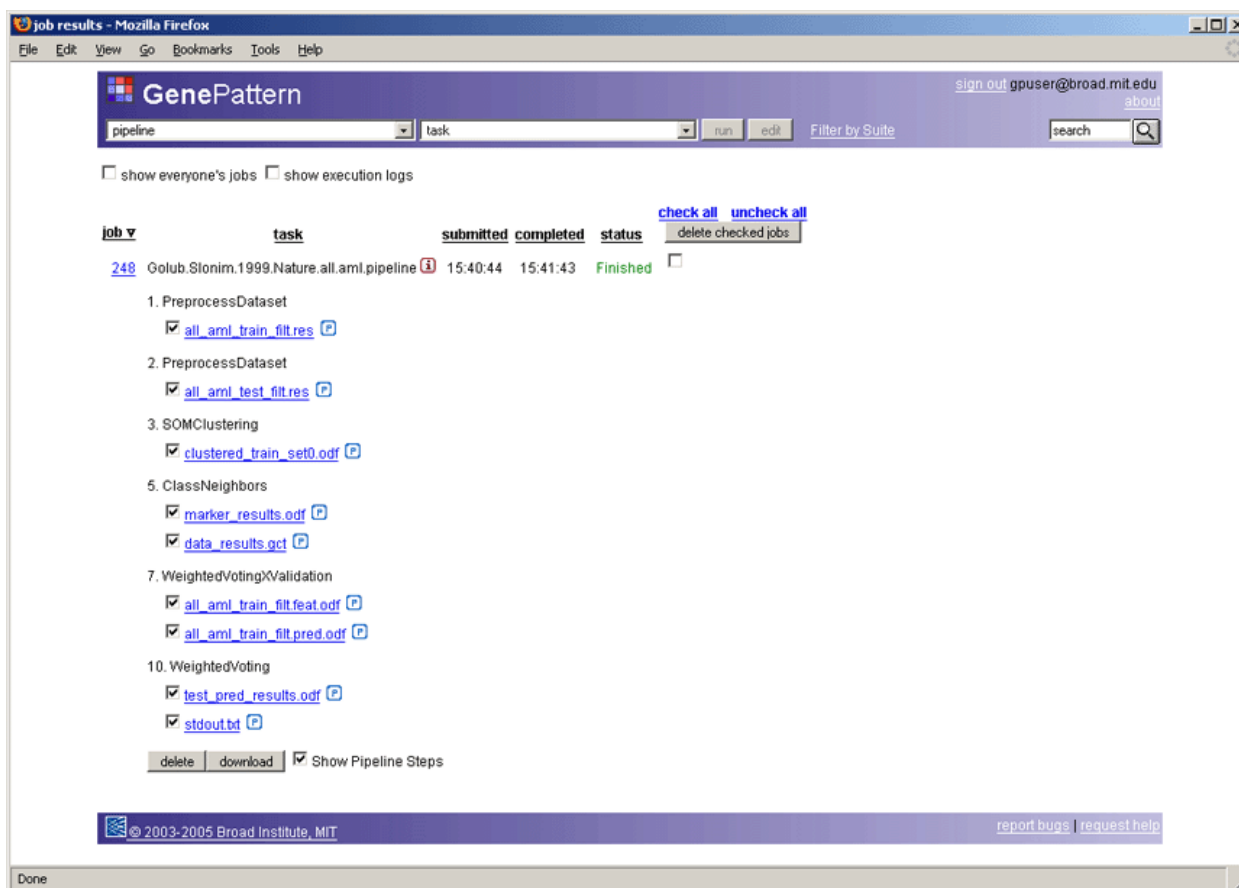 job results - Mozilla Firefox
File Edit View Go Bookmarks Tools Help
GenePattern
sign out gpuser@broad.mit.edu
about
pipeline task run edit Filter by Suite search
show everyone's jobs show execution logs
check all uncheck all
job task submitted completed status delete checked jobs
248 Golub.Slonim.1999.Nature.all.aml.pipeline 15:40:44 15:41:43 Finished
1. PreprocessDataset
all_aml_train_filt.res P
2. PreprocessDataset
all_aml_test_filt.res P
3. SOMClustering
clustered_train_set0.odf P
5. ClassNeighbors
marker_results.odf P
data_results.gct P
7. WeightedVotingXValidation
all_aml_train_filt.feat.odf P
all_aml_train_filt.pred.odf P
10. WeightedVoting
test_pred_results.odf P
stdout.txt P
delete download Show Pipeline Steps
© 2003-2005 Broad Institute, MIT report bugs | request help
Done